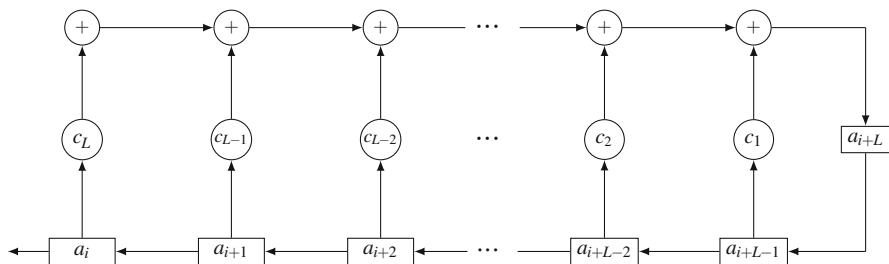 + + + ··· + +
c_L c_{L−1} c_{L−2} ··· c_2 c_1 a_{i+L}
a_i a_{i+1} a_{i+2} ··· a_{i+L−2} a_{i+L−1}